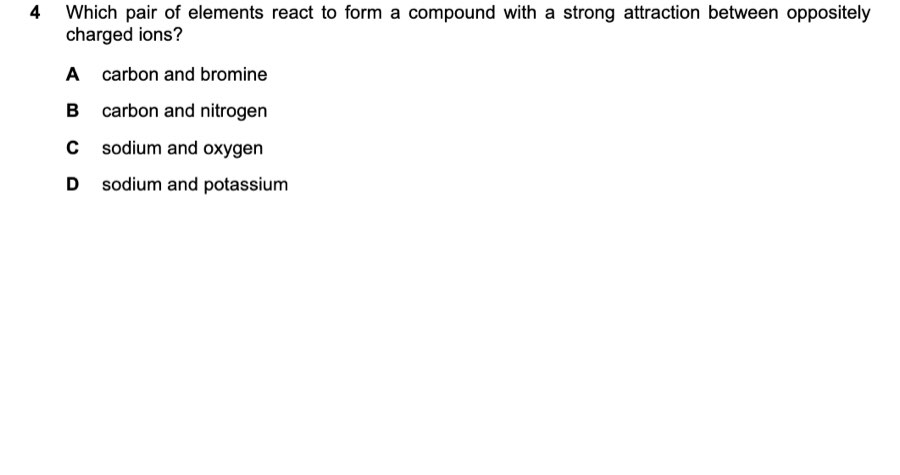 4 Which pair of elements react to form a compound with a strong attraction between oppositely
charged ions?
A carbon and bromine
B carbon and nitrogen
C sodium and oxygen
D sodium and potassium